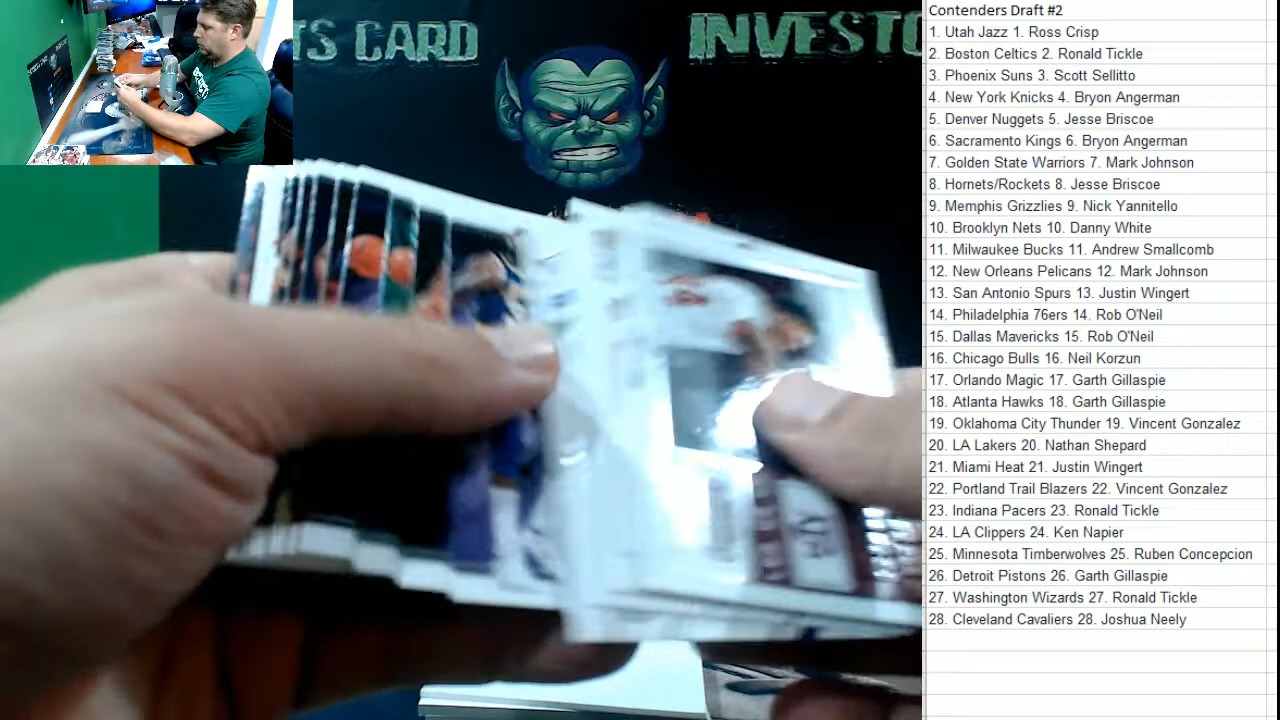 TS CARD
INVESTO
Contenders Draft #2
1. Utah Jazz 1. Ross Crisp
2. Boston Celtics 2. Ronald Tickle
3. Phoenix Suns 3. Scott Sellitto
4. New York Knicks 4. Bryon Angerman
5. Denver Nuggets 5. Jesse Briscoe
6. Sacramento Kings 6. Bryon Angerman
7. Golden State Warriors 7. Mark Johnson
8. Hornets/Rockets 8. Jesse Briscoe
9. Memphis Grizzlies 9. Nick Yannitello
10. Brooklyn Nets 10. Danny White
11. Milwaukee Bucks 11. Andrew Smallcomb
12. New Orleans Pelicans 12. Mark Johnson
13. San Antonio Spurs 13. Justin Wingert
14. Philadelphia 76ers 14. Rob O'Neil
15. Dallas Mavericks 15. Rob O'Neil
16. Chicago Bulls 16. Neil Korzun
17. Orlando Magic 17. Garth Gillaspie
18. Atlanta Hawks 18. Garth Gillaspie
19. Oklahoma City Thunder 19. Vincent Gonzalez
20. LA Lakers 20. Nathan Shepard
21. Miami Heat 21. Justin Wingert
22. Portland Trail Blazers 22. Vincent Gonzalez
23. Indiana Pacers 23. Ronald Tickle
24. LA Clippers 24. Ken Napier
25. Minnesota Timberwolves 25. Ruben Concepcion
26. Detroit Pistons 26. Garth Gillaspie
27. Washington Wizards 27. Ronald Tickle
28. Cleveland Cavaliers 28. Joshua Neely